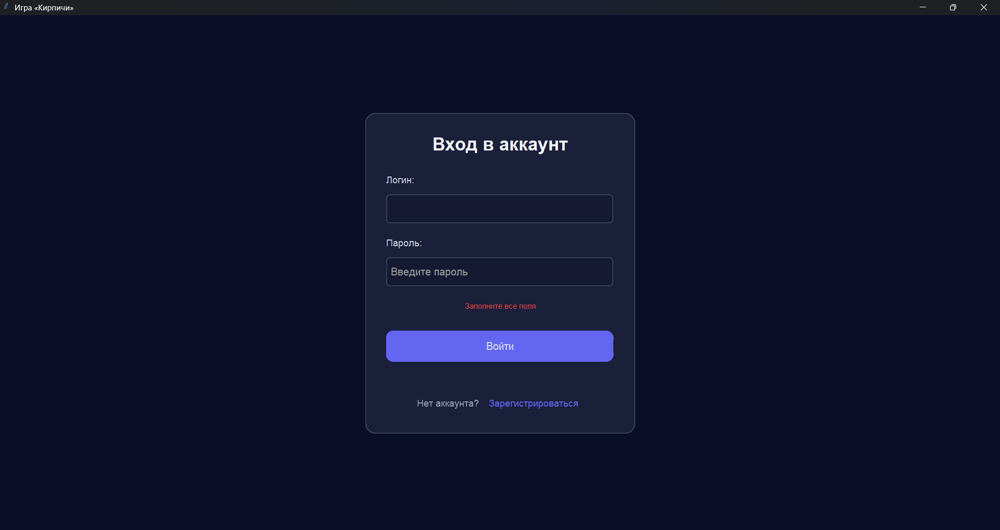 Игра «Кирпичи»
Вход в аккаунт
Логин:
Пароль:
Введите пароль
Заполните все поля
Войти
Нет аккаунта? Зарегистрироваться